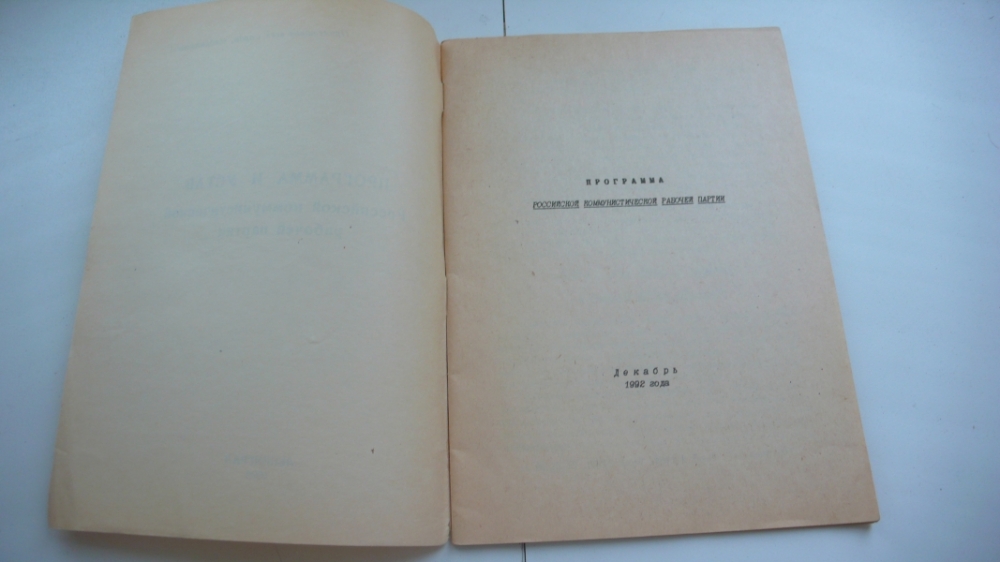 ПРОГРАММА
РОССИЙСКОЙ КОММУНИСТИЧЕСКОЙ РАБОЧЕЙ ПАРТИИ
Декабрь
1992 года